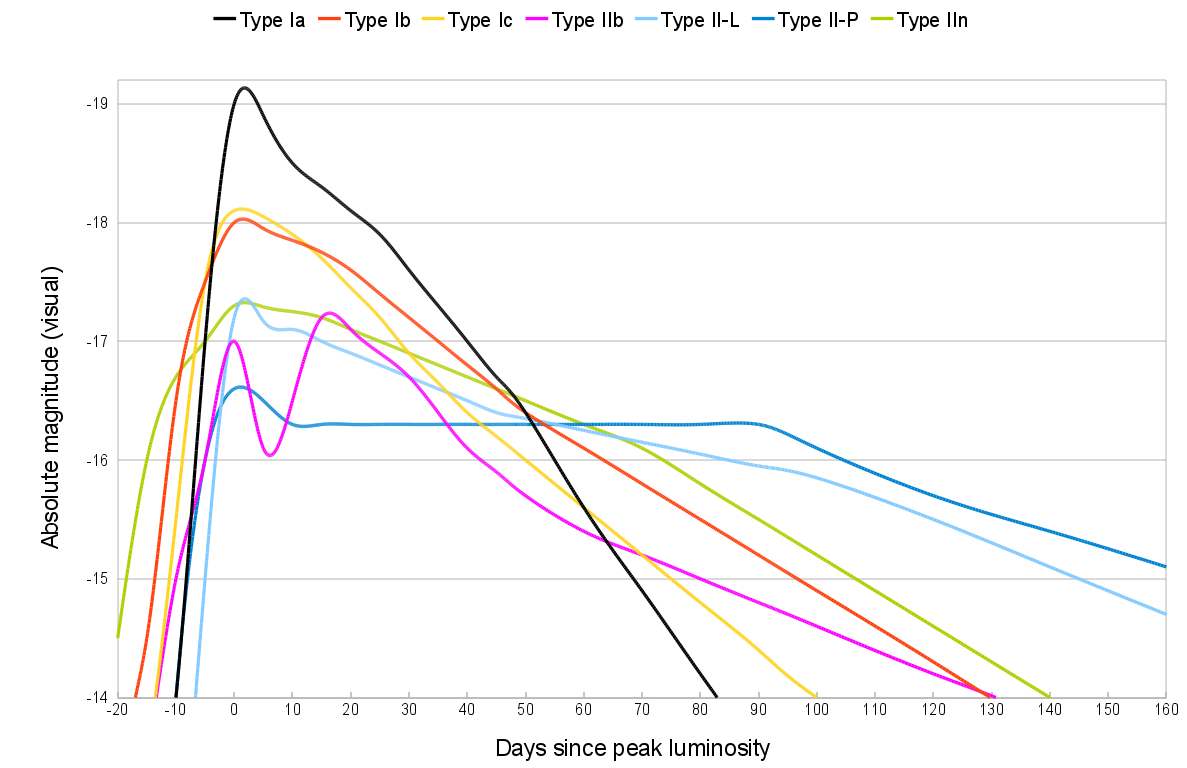 Type Ia Type Ib Type Ic Type IIb Type II-L Type II-P Type IIn
-19
-18
-17
-16
-15
-14
Absolute magnitude (visual)
-20 -10 0 10 20 30 40 50 60 70 80 90 100 110 120 130 140 150 160
Days since peak luminosity